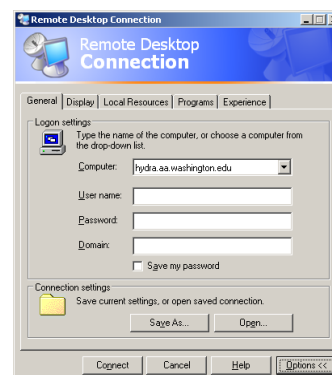 Remote Desktop Connection
Remote Desktop
Connection
General Display Local Resources Programs Experience
Logon settings
Type the name of the computer, or choose a computer from
the drop-down list.
Computer: hydra.aa.washington.edu
User name:
Password:
Domain:
Save my password
Connection settings
Save current settings, or open saved connection.
Save As... Open...
Connect Cancel Help Options <<